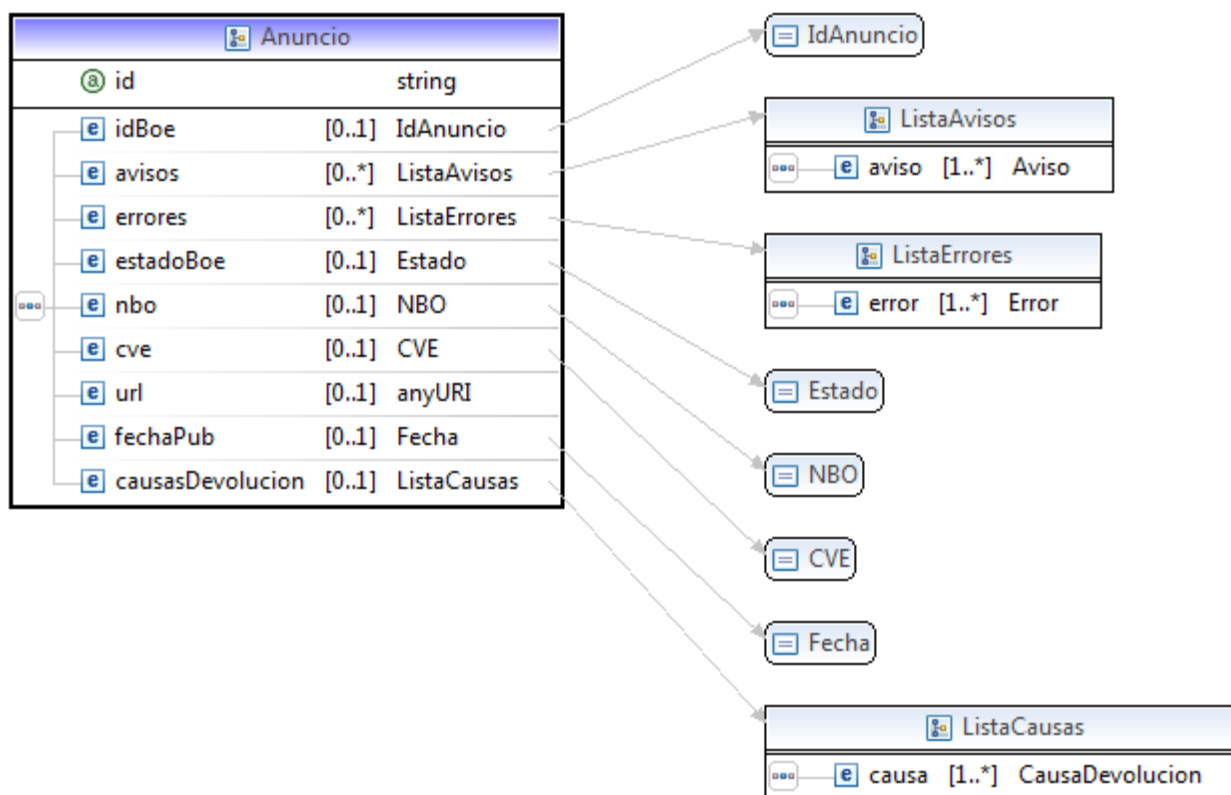 Anuncio
id string
idBoe [0..1] IdAnuncio
avisos [0..*] ListaAvisos
errores [0..*] ListaErrores
estadoBoe [0..1] Estado
nbo [0..1] NBO
cve [0..1] CVE
url [0..1] anyURI
fechaPub [0..1] Fecha
causasDevolucion [0..1] ListaCausas
IdAnuncio
ListaAvisos
aviso [1..*] Aviso
ListaErrores
error [1..*] Error
Estado
NBO
CVE
Fecha
ListaCausas
causa [1..*] CausaDevolucion